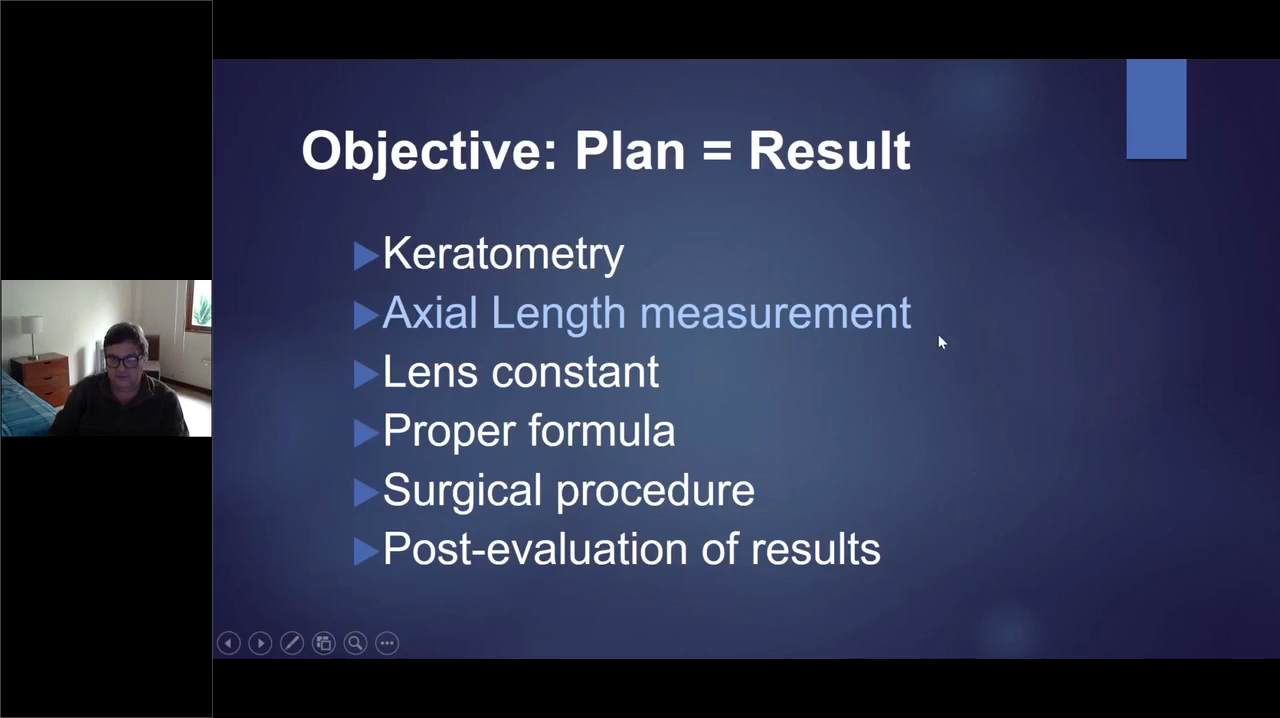 Objective: Plan = Result
Keratometry
Axial Length measurement
Lens constant
Proper formula
Surgical procedure
Post-evaluation of results